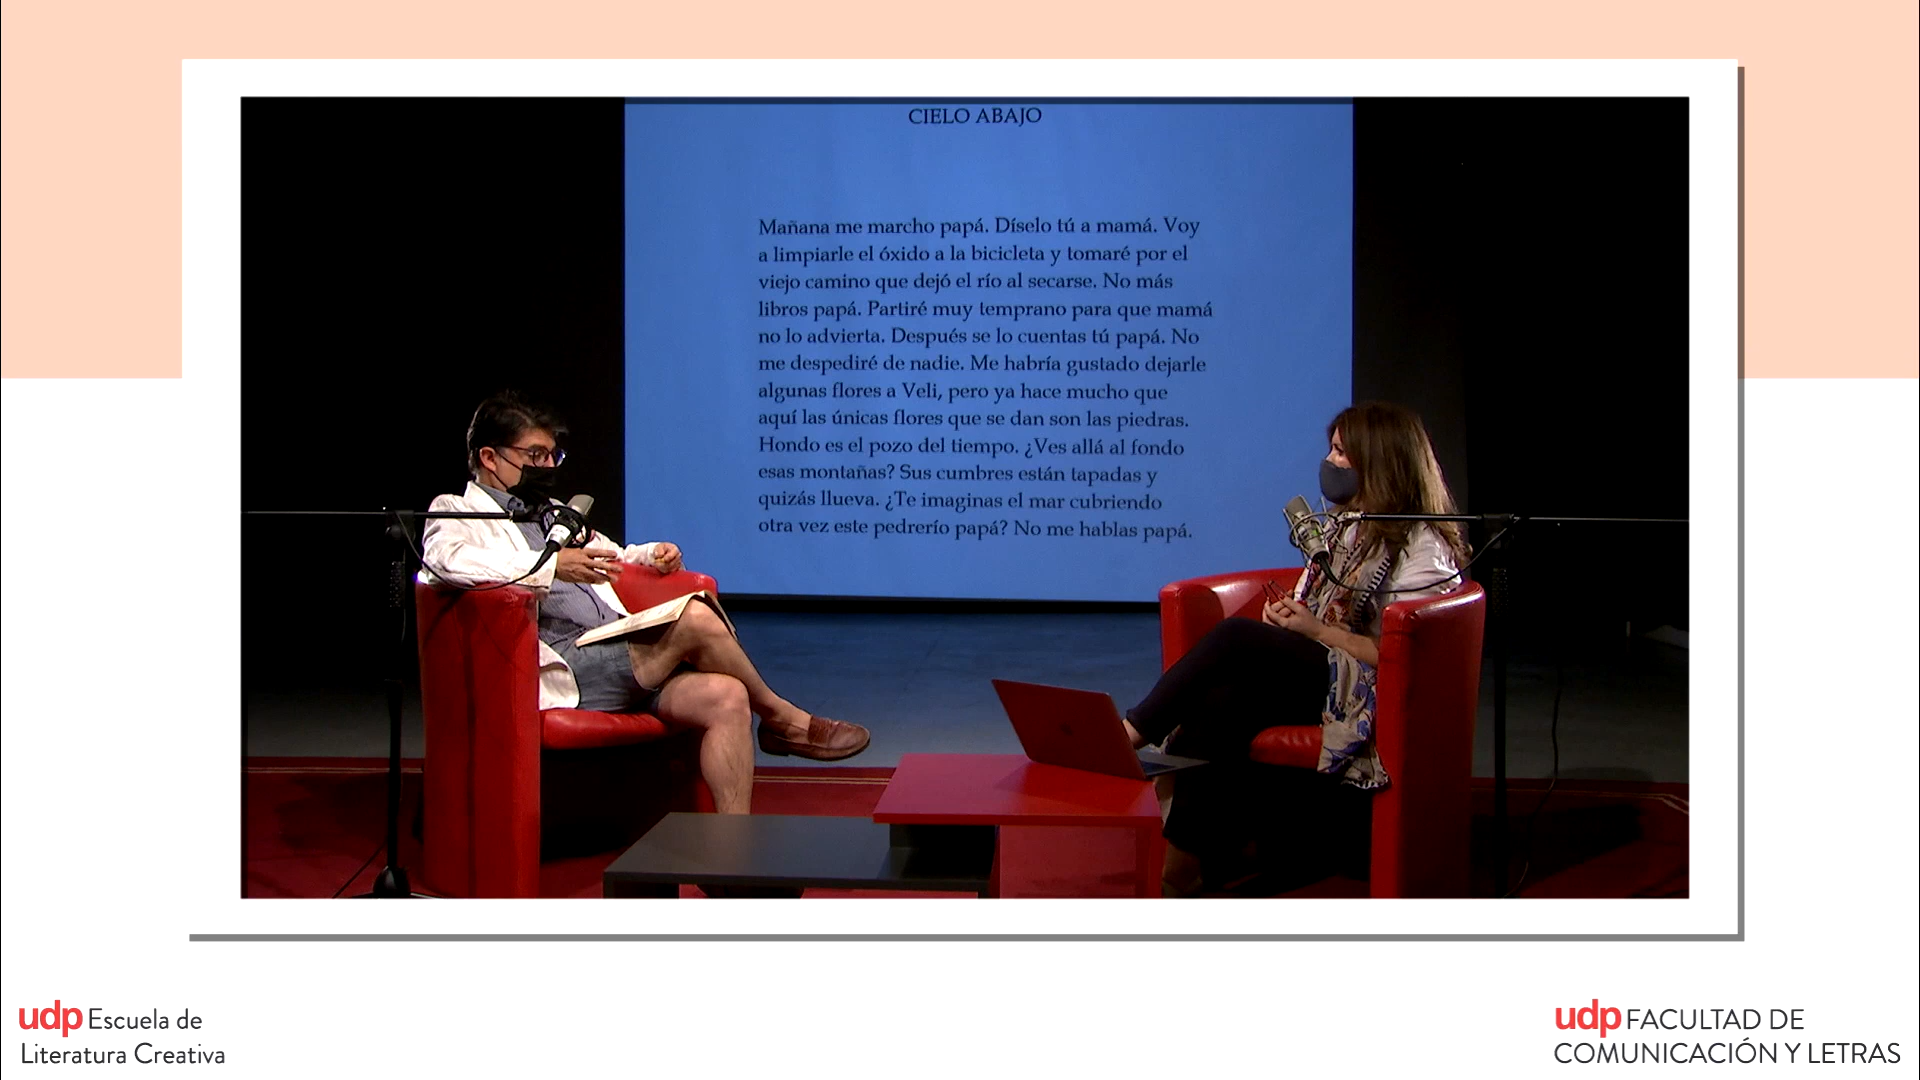 CIELO ABAJO
Mañana me marcho papá. Díselo tú a mamá. Voy
a limpiarle el óxido a la bicicleta y tomaré por el
viejo camino que dejó el río al secarse. No más
libros papá. Partiré muy temprano para que mamá
no lo advierta. Después se lo cuentas tú papá. No
me despediré de nadie. Me habría gustado dejarle
algunas flores a Veli, pero ya hace mucho que
aquí las únicas flores que se dan son las piedras.
Hondo es el pozo del tiempo. ¿Ves allá al fondo
esas montañas? Sus cumbres están tapadas y
quizás llueva. ¿Te imaginas el mar cubriendo
otra vez este pedrerío papá? No me hablas papá.
udp Escuela de
Literatura Creativa
udp FACULTAD DE
COMUNICACIÓN Y LETRAS